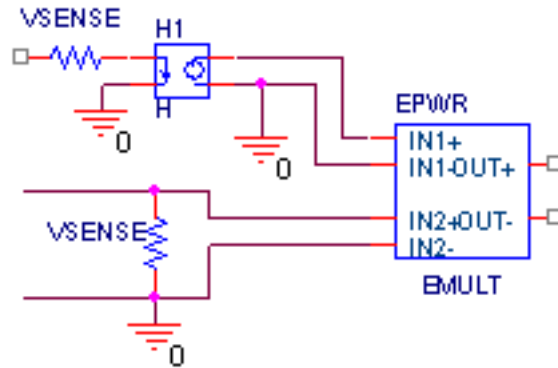 VSENSE
H1
H
0
0
EPWR
IN1+
IN1-OUT+
IN2+OUT-
IN2-
EMULT
VSENSE
0